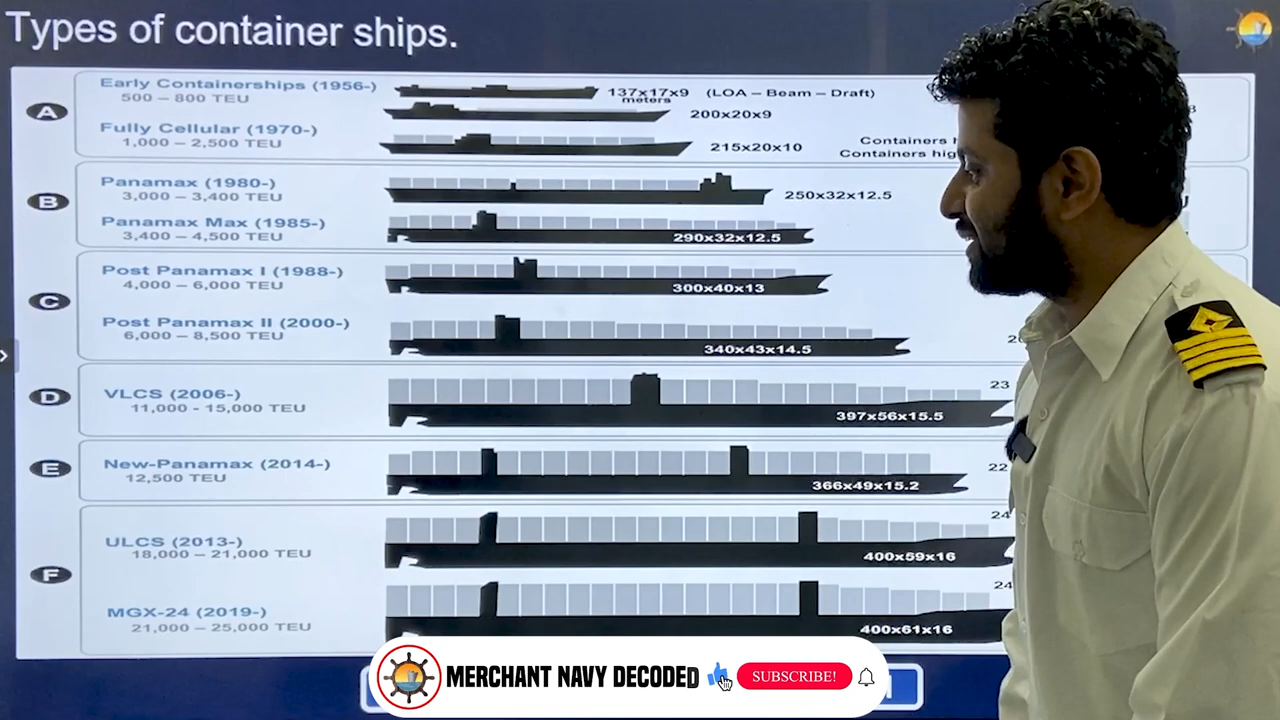 Types of container ships.
A
Early Containerships (1956-)
500 – 800 TEU
137x17x9 (LOA – Beam – Draft)
meters
200x20x9
Fully Cellular (1970-)
1,000 – 2,500 TEU
215x20x10
Containers
Containers
B
Panamax (1980-)
3,000 – 3,400 TEU
250x32x12.5
Panamax Max (1985-)
3,400 – 4,500 TEU
290x32x12.5
C
Post Panamax I (1988-)
4,000 – 6,000 TEU
300x40x13
Post Panamax II (2000-)
6,000 – 8,500 TEU
340x43x14.5
D
VLCS (2006-)
11,000 - 15,000 TEU
23
397x56x15.5
E
New-Panamax (2014-)
12,500 TEU
22
366x49x15.2
F
ULCS (2013-)
18,000 – 21,000 TEU
24
400x59x16
MGX-24 (2019-)
21,000 – 25,000 TEU
24
400x61x16
MERCHANT NAVY DECODED
SUBSCRIBE!